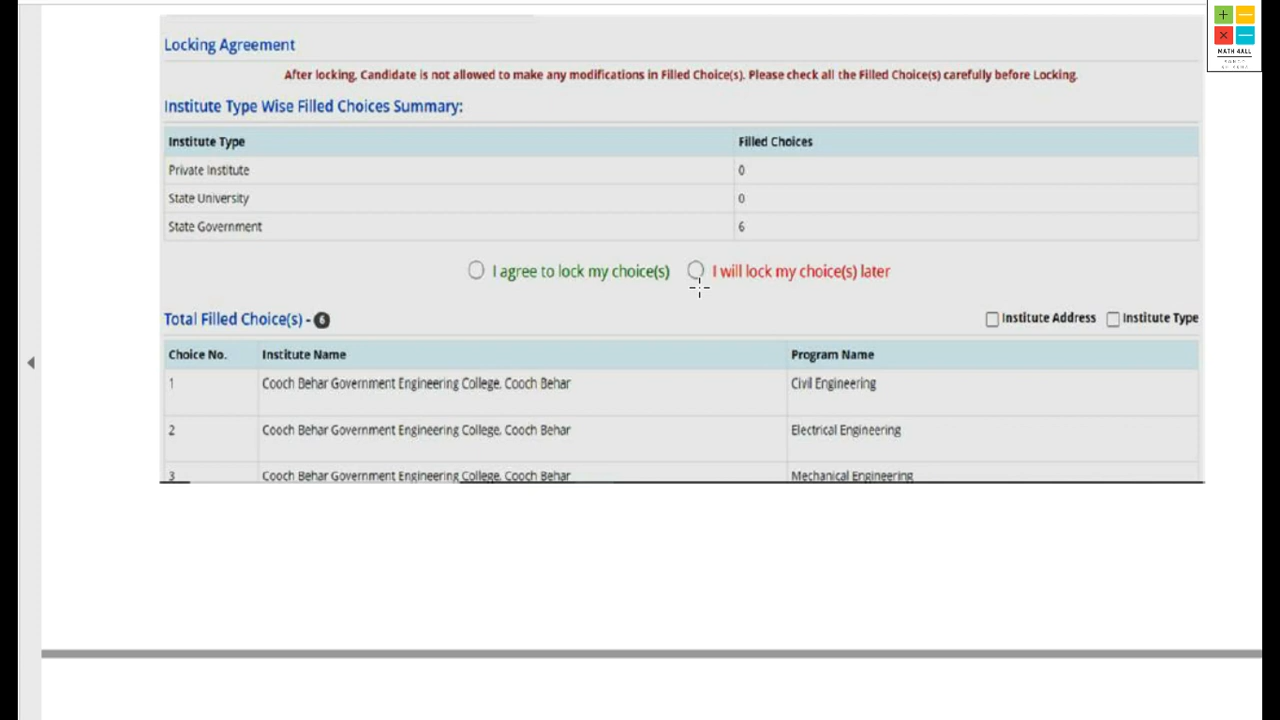 MATH 4ALL
Locking Agreement
After locking, Candidate is not allowed to make any modifications in Filled Choice(s). Please check all the Filled Choice(s) carefully before Locking.
Institute Type Wise Filled Choices Summary:
Institute Type Filled Choices
Private Institute 0
State University 0
State Government 6
I agree to lock my choice(s) I will lock my choice(s) later
Total Filled Choice(s) - 6 Institute Address Institute Type
Choice No. Institute Name Program Name
1 Cooch Behar Government Engineering College, Cooch Behar Civil Engineering
2 Cooch Behar Government Engineering College, Cooch Behar Electrical Engineering
3 Cooch Behar Government Engineering College, Cooch Behar Mechanical Engineering